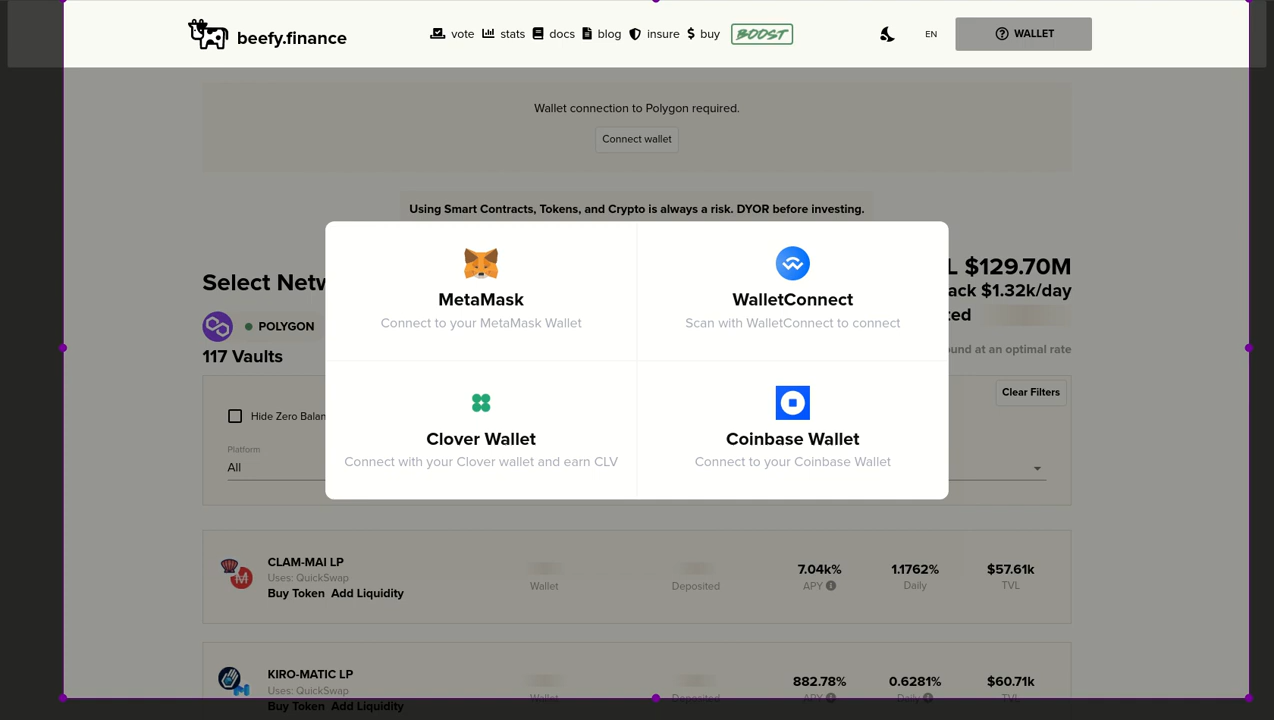 beefy.finance
vote stats docs blog insure buy BOOST
EN
WALLET
Wallet connection to Polygon required.
Connect wallet
Using Smart Contracts, Tokens, and Crypto is always a risk. DYOR before investing.
Select Netw
L $129.70M
ack $1.32k/day
ted
POLYGON
117 Vaults
und at an optimal rate
MetaMask
Connect to your MetaMask Wallet
WalletConnect
Scan with WalletConnect to connect
Clover Wallet
Connect with your Clover wallet and earn CLV
Coinbase Wallet
Connect to your Coinbase Wallet
Clear Filters
Hide Zero Balan
Platform
All
CLAM-MAI LP
Uses: QuickSwap
Buy Token Add Liquidity
Wallet
Deposited
7.04k%
APY
1.1762%
Daily
$57.61k
TVL
KIRO-MATIC LP
Uses: QuickSwap
Buy Token Add Liquidity
Wallet
Deposited
882.78%
APY
0.6281%
Daily
$60.71k
TVL